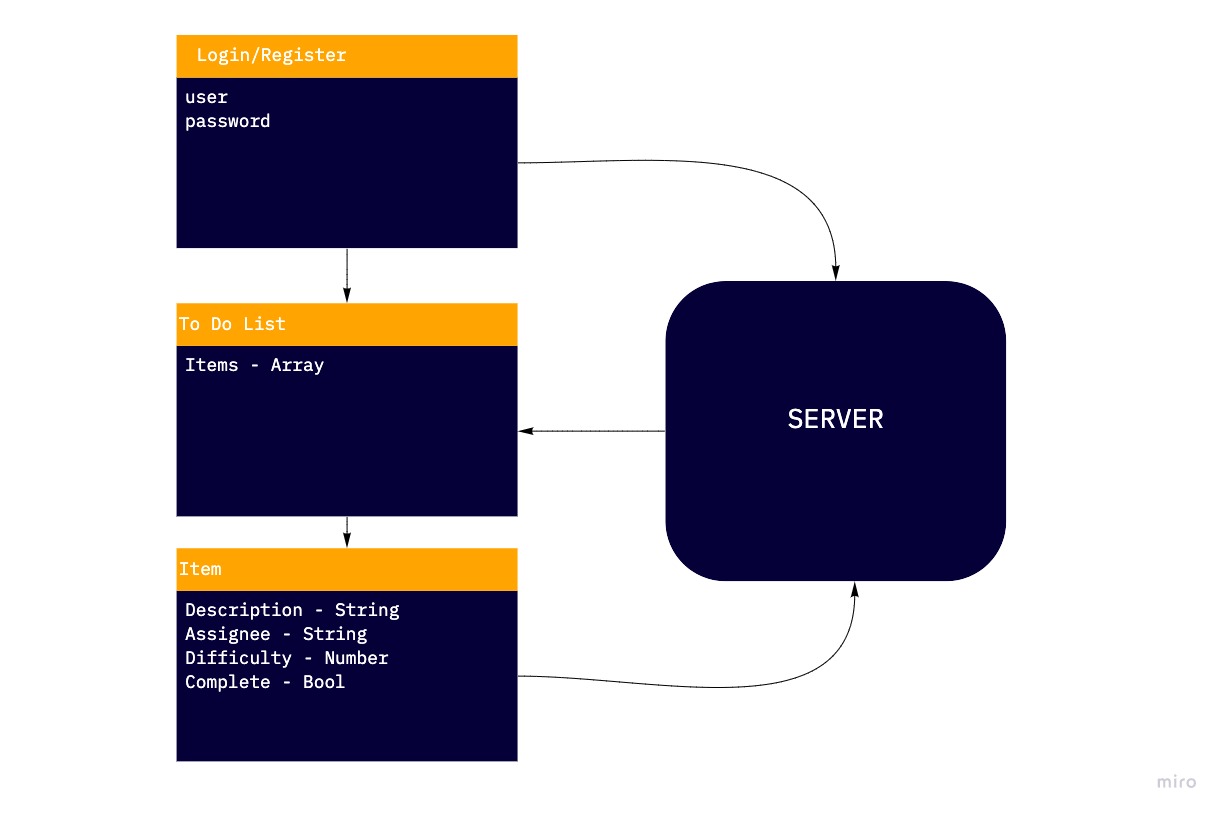 Login/Register
user
password
To Do List
Items - Array
SERVER
Item
Description - String
Assignee - String
Difficulty - Number
Complete - Bool
miro